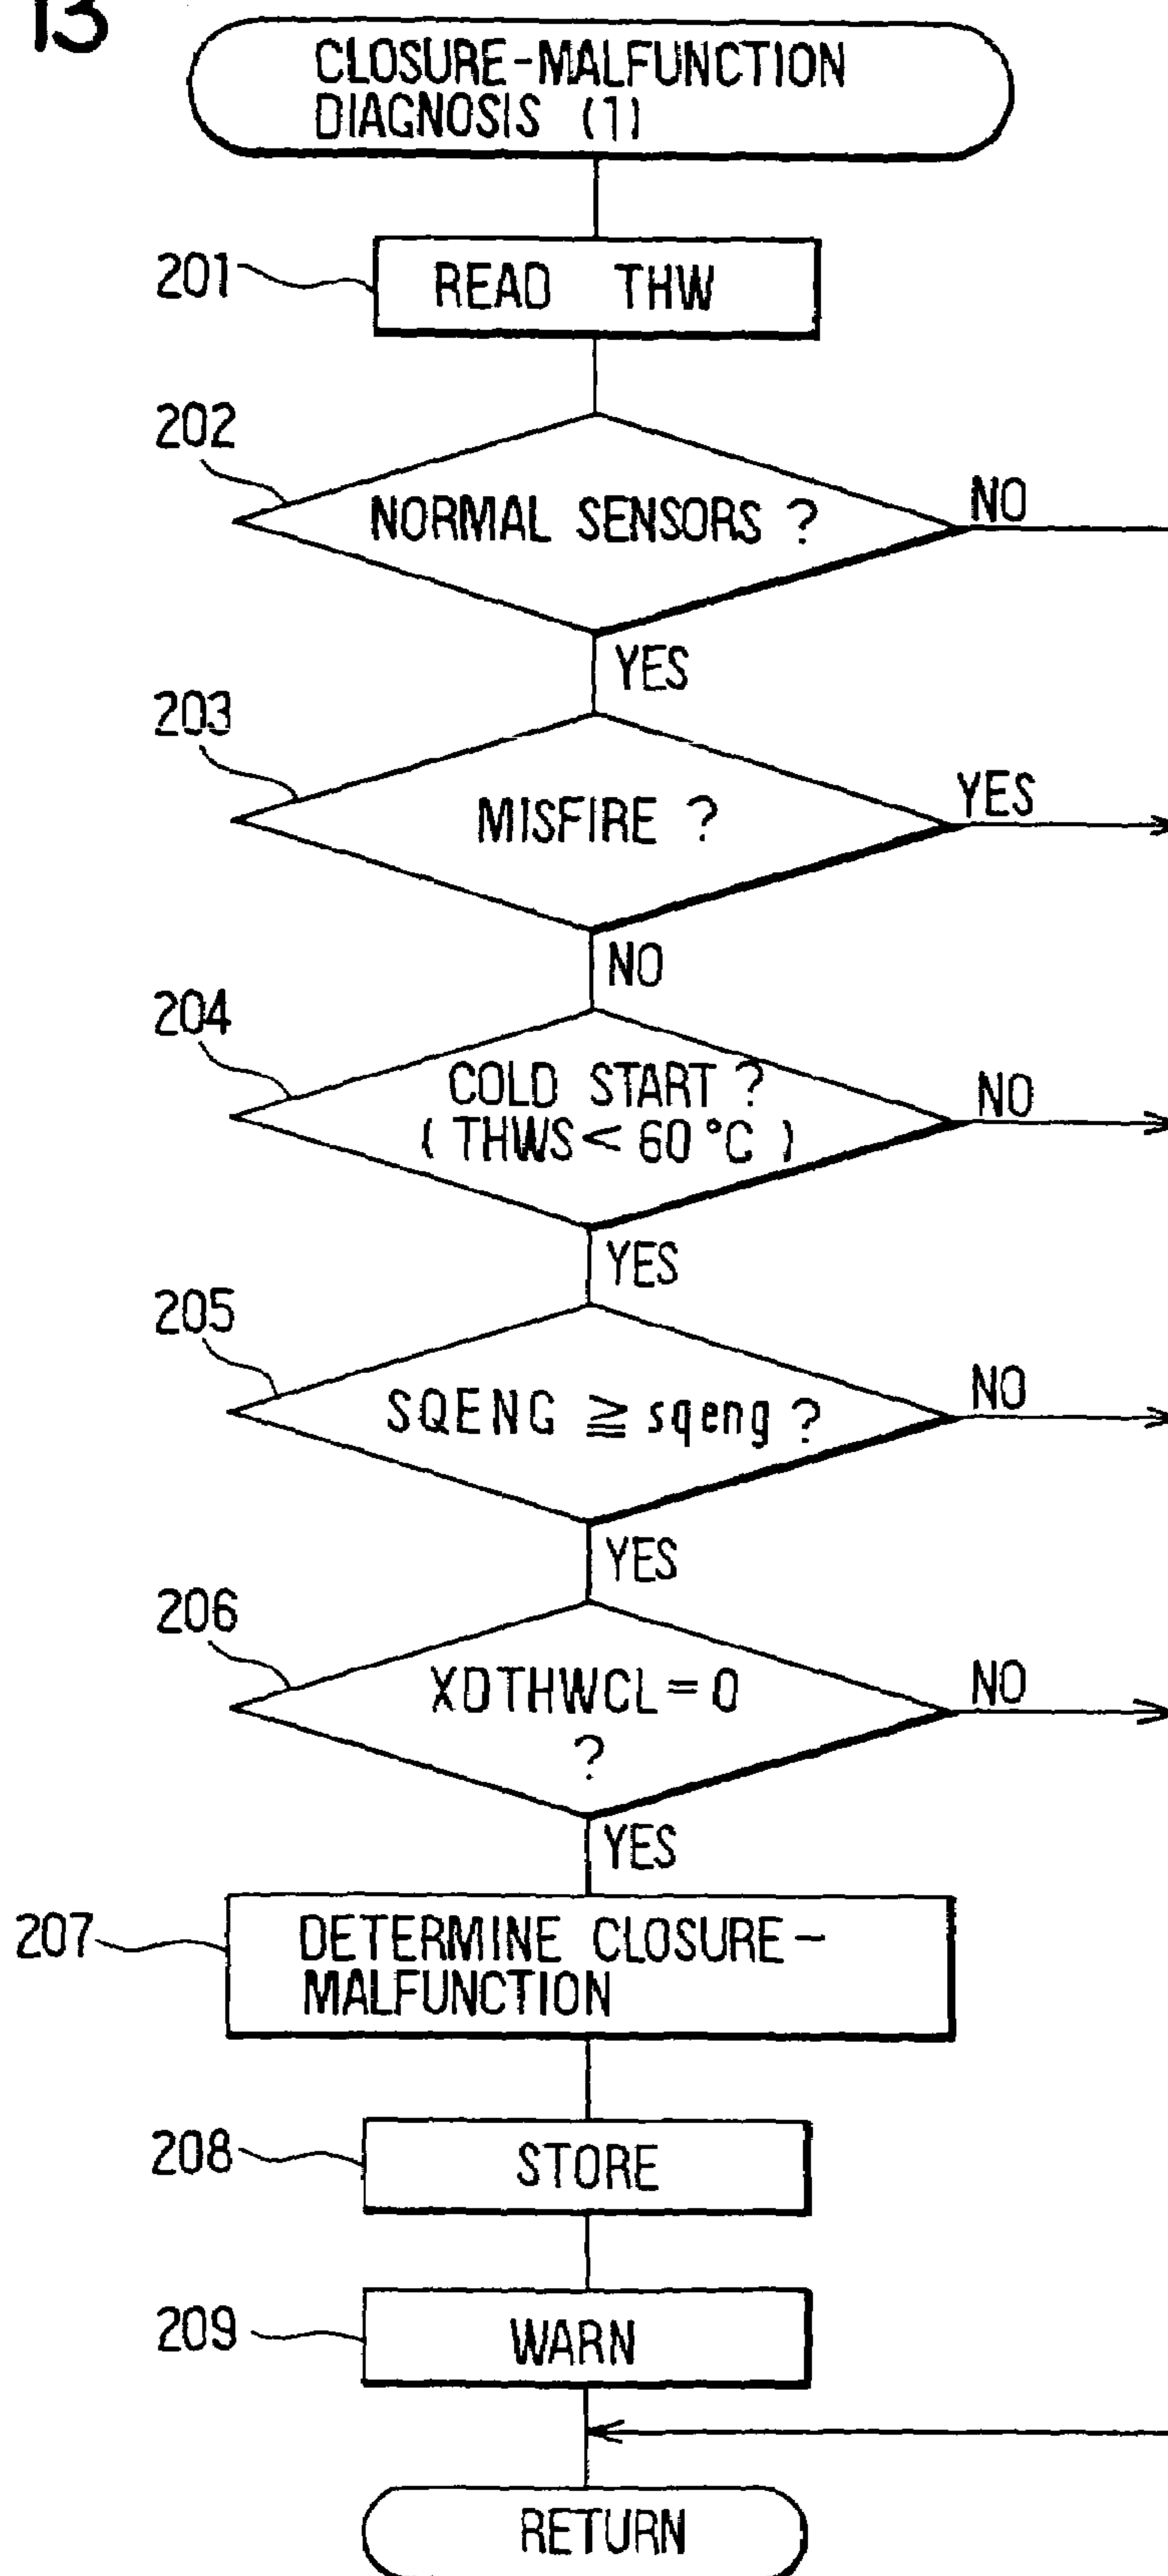 13
CLOSURE-MALFUNCTION
DIAGNOSIS (1)
201
READ THW
202
NORMAL SENSORS ?
NO
YES
203
MISFIRE ?
YES
NO
204
COLD START ?
( THWS < 60 °C )
NO
YES
205
SQENG ≧ sqeng ?
NO
YES
206
XDTHWCL = 0
?
NO
YES
207
DETERMINE CLOSURE-
MALFUNCTION
208
STORE
209
WARN
RETURN